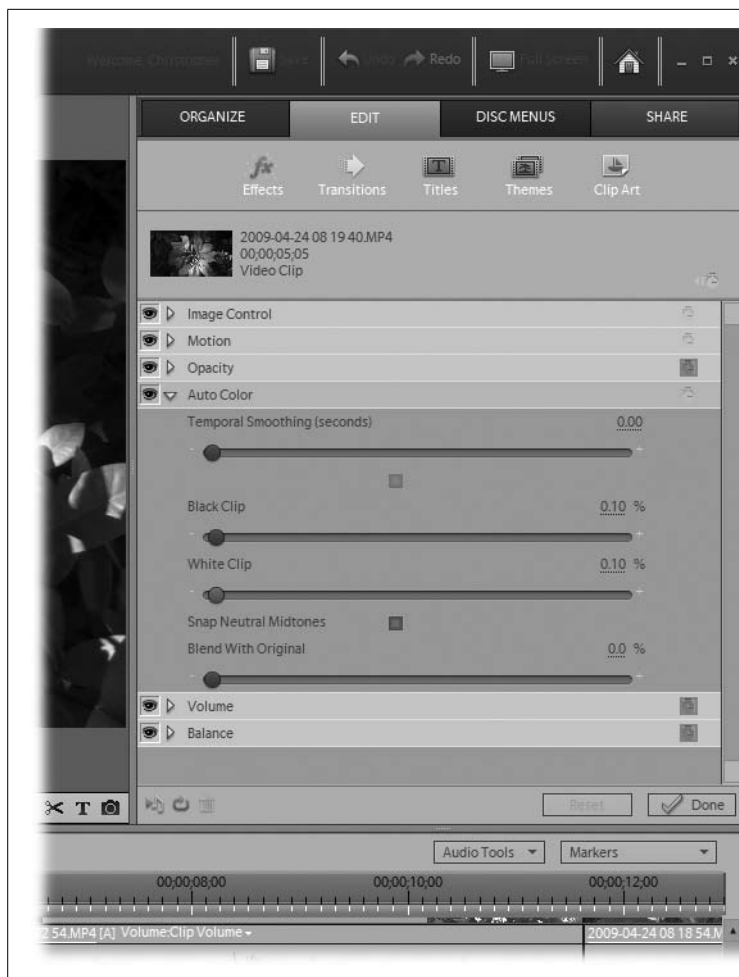 Welcome, Christopher Save Undo Redo Full Screen
ORGANIZE EDIT DISC MENUS SHARE
fx
T
Effects Transitions Titles Themes Clip Art
2009-04-24 08 19 40.MP4
00;00;05;05
Video Clip
Image Control
Motion
Opacity
Auto Color
Temporal Smoothing (seconds) 0.00
- +
Black Clip 0.10 %
- +
White Clip 0.10 %
- +
Snap Neutral Midtones
Blend With Original 0.0 %
- +
Volume
Balance
T
Reset Done
Audio Tools Markers
00;00;08;00 00;00;10;00 00;00;12;00
2 54.MP4 [A] Volume:Clip Volume 2009-04-24 08 18 54.M